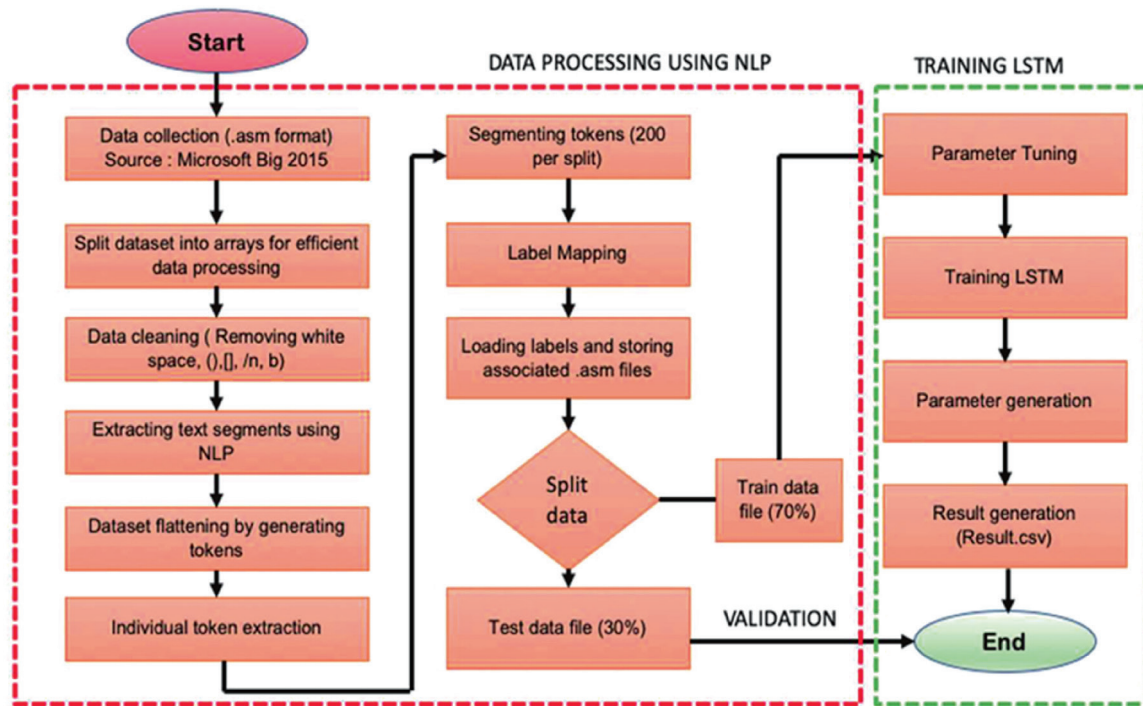 Start
DATA PROCESSING USING NLP
TRAINING LSTM
Data collection (.asm format)
Source : Microsoft Big 2015
Split dataset into arrays for efficient
data processing
Data cleaning ( Removing white
space, (),[], /n, b)
Extracting text segments using
NLP
Dataset flattening by generating
tokens
Individual token extraction
Segmenting tokens (200
per split)
Label Mapping
Loading labels and storing
associated .asm files
Split
data
Train data
file (70%)
Test data file (30%)
VALIDATION
Parameter Tuning
Training LSTM
Parameter generation
Result generation
(Result.csv)
End